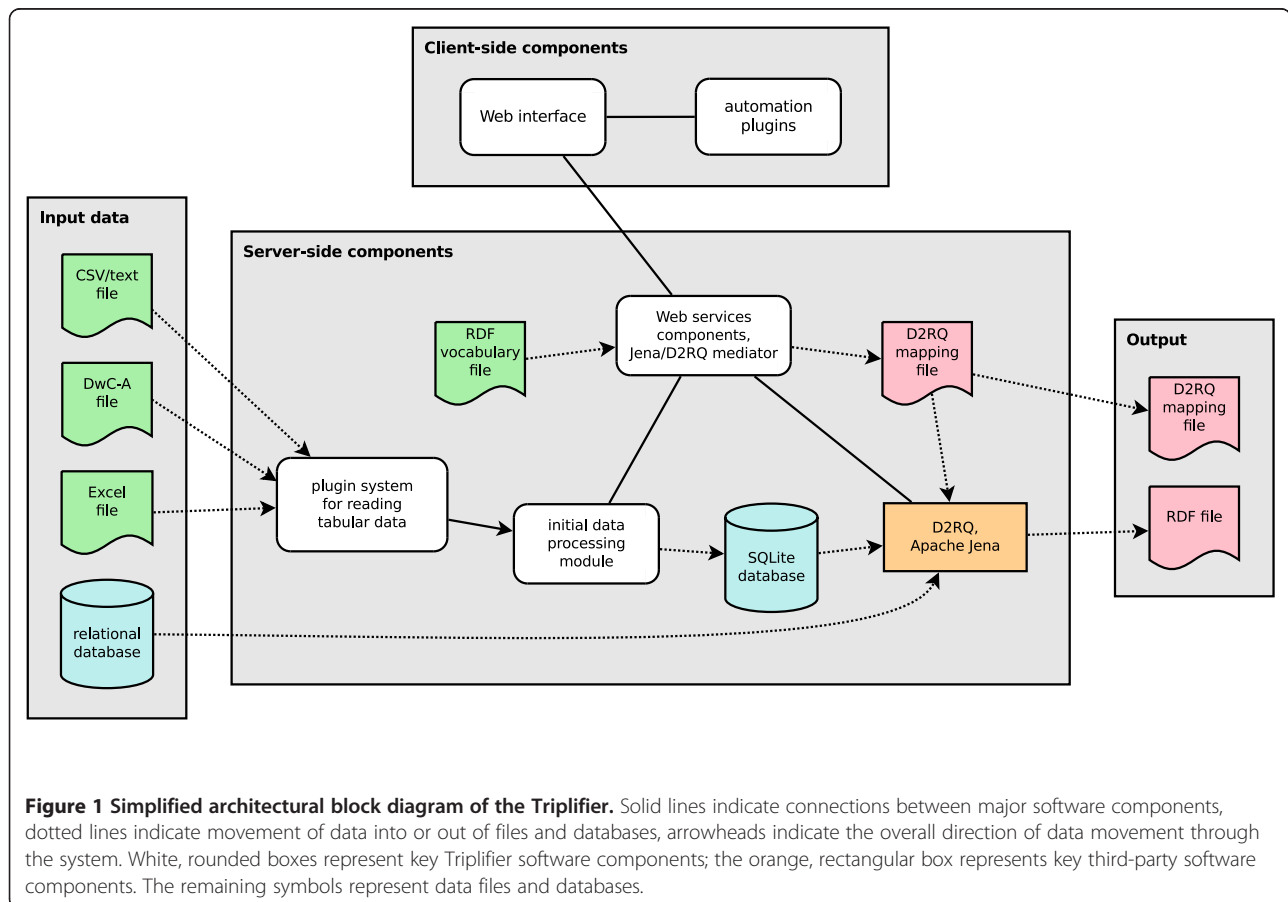 Client-side components
Web interface
automation
plugins
Input data
CSV/text
file
DwC-A
file
Excel
file
relational
database
Server-side components
RDF
vocabulary
file
Web services
components,
Jena/D2RQ mediator
D2RQ
mapping
file
plugin system
for reading
tabular data
initial data
processing
module
SQLite
database
D2RQ,
Apache Jena
Output
D2RQ
mapping
file
RDF file
Figure 1 Simplified architectural block diagram of the Triplifier. Solid lines indicate connections between major software components,
dotted lines indicate movement of data into or out of files and databases, arrowheads indicate the overall direction of data movement through
the system. White, rounded boxes represent key Triplifier software components; the orange, rectangular box represents key third-party software
components. The remaining symbols represent data files and databases.